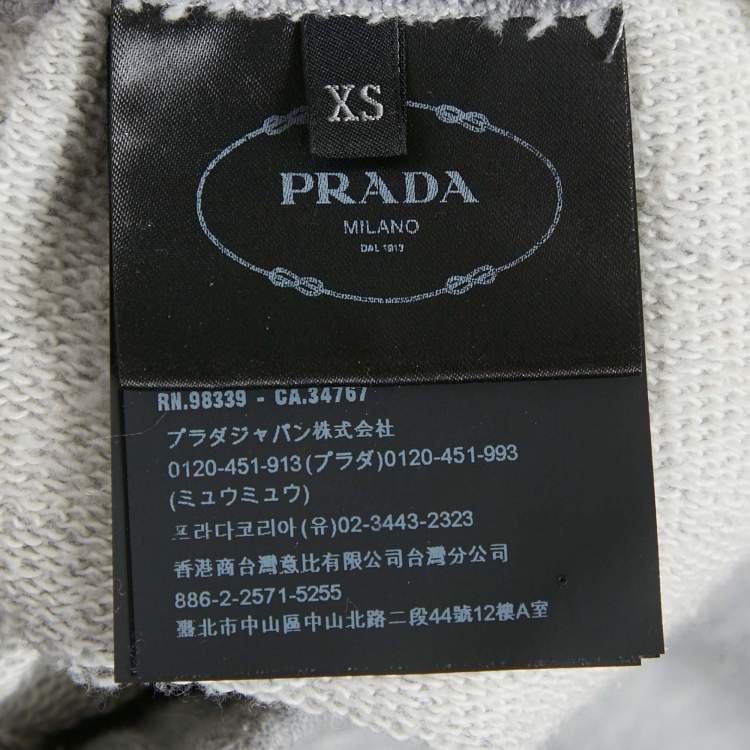 XS
PRADA
MILANO
DAL 1913
RN.98339 - CA.34767
プラダジャパン株式会社
0120-451-913(プラダ)0120-451-993
(ミュウミュウ)
프라다코리아(유)02-3443-2323
香港商台灣意比有限公司台灣分公司
886-2-2571-5255
臺北市中山區中山北路二段44號12樓A室